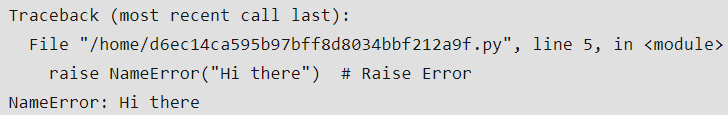 Traceback (most recent call last):
  File "/home/d6ec14ca595b97bff8d8034bbf212a9f.py", line 5, in <module>
    raise NameError("Hi there")  # Raise Error
NameError: Hi there